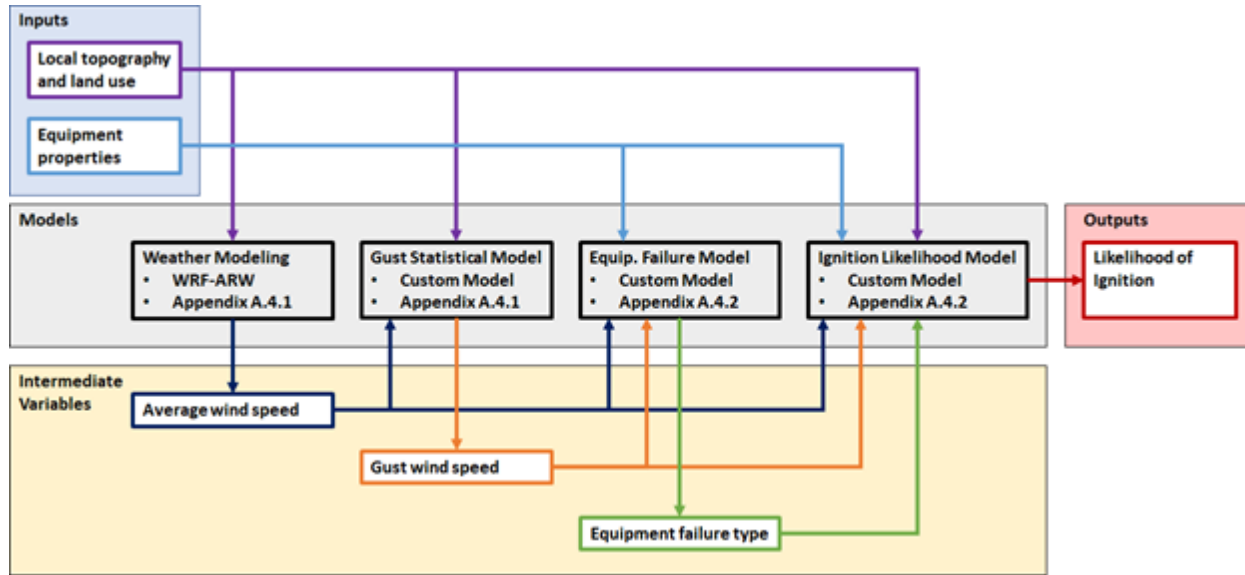 Inputs
Local topography
and land use
Equipment
properties
Models
Weather Modeling
• WRF-ARW
• Appendix A.4.1
Gust Statistical Model
• Custom Model
• Appendix A.4.1
Equip. Failure Model
• Custom Model
• Appendix A.4.2
Ignition Likelihood Model
• Custom Model
• Appendix A.4.2
Outputs
Likelihood of
Ignition
Intermediate
Variables
Average wind speed
Gust wind speed
Equipment failure type